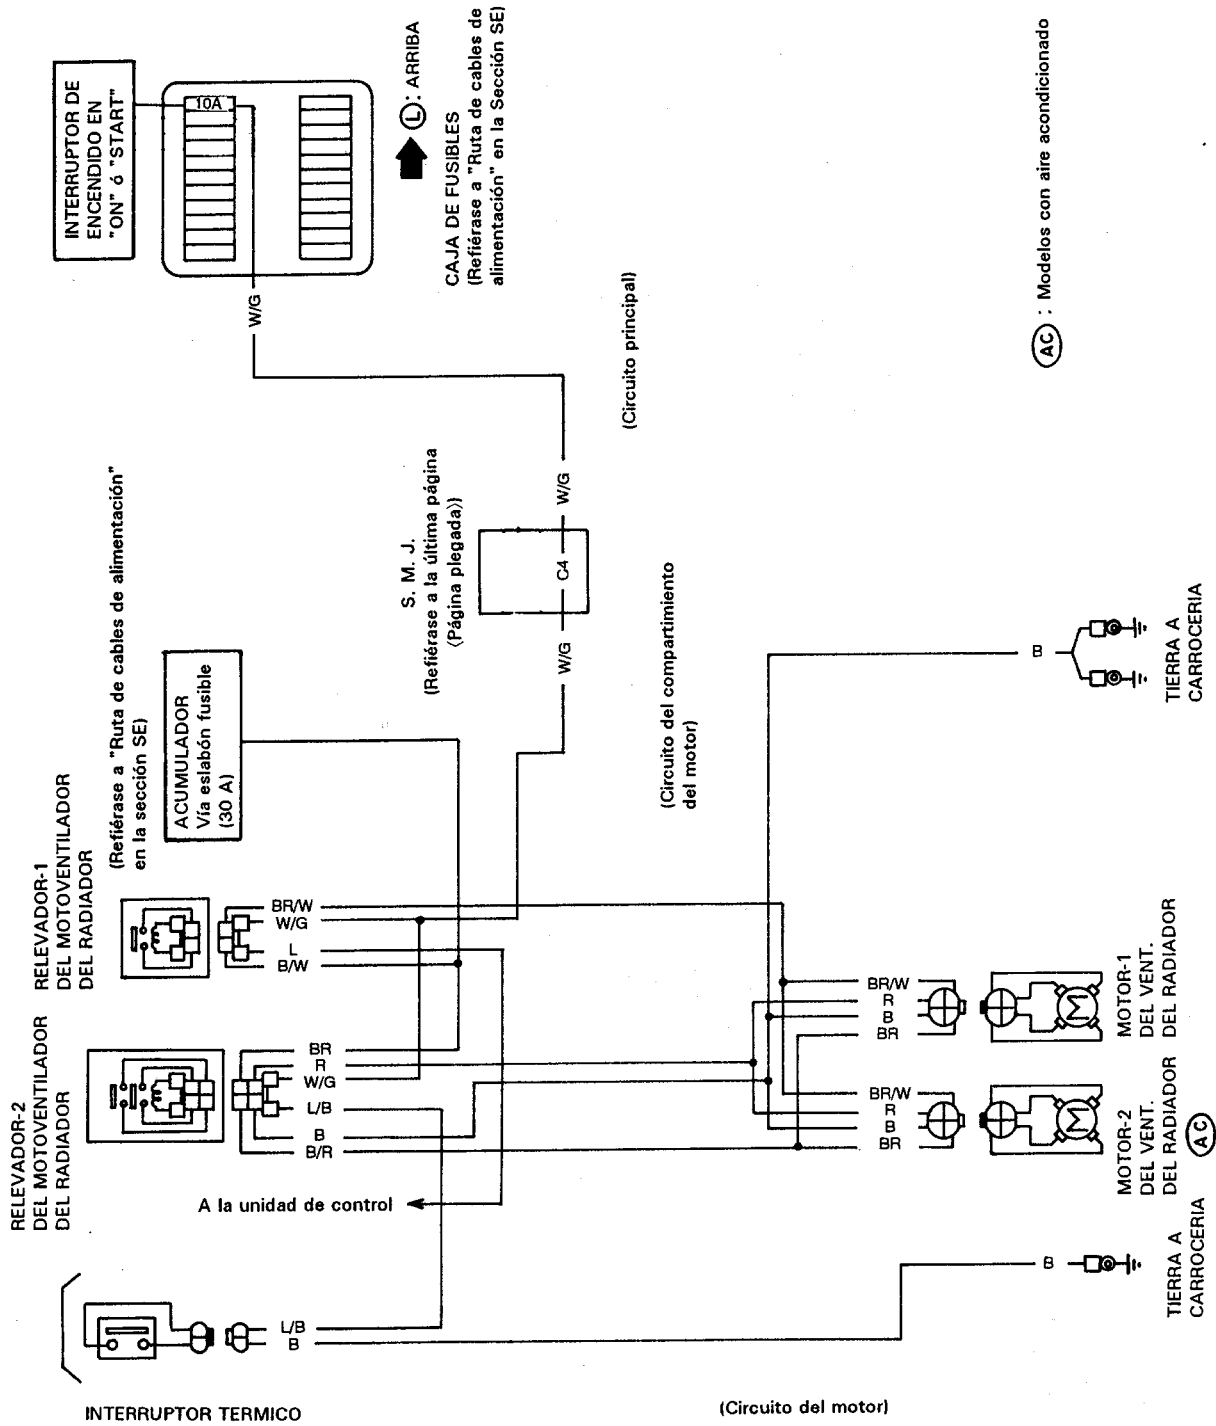 INTERRUPTOR DE
ENCENDIDO EN
"ON" ó "START"
10A
L : ARRIBA
CAJA DE FUSIBLES
(Refiérase a "Ruta de cables de
alimentación" en la Sección SE)
W/G
(Circuito principal)
AC : Modelos con aire acondicionado
S. M. J.
(Refiérase a la última página
(Página plegada))
W/G
C4
W/G
(Refiérase a "Ruta de cables de alimentación"
en la sección SE)
ACUMULADOR
Vía eslabón fusible
(30 A)
(Circuito del compartimiento
del motor)
RELEVADOR-1
DEL MOTOVENTILADOR
DEL RADIADOR
BR/W
W/G
L
B/W
RELEVADOR-2
DEL MOTOVENTILADOR
DEL RADIADOR
BR
R
W/G
L/B
B
B/R
A la unidad de control
B
TIERRA A
CARROCERIA
BR/W
R
B
BR
M
MOTOR-1
DEL VENT.
DEL RADIADOR
BR/W
R
B
BR
M
MOTOR-2
DEL VENT.
DEL RADIADOR
AC
L/B
B
INTERRUPTOR TERMICO
B
TIERRA A
CARROCERIA
(Circuito del motor)